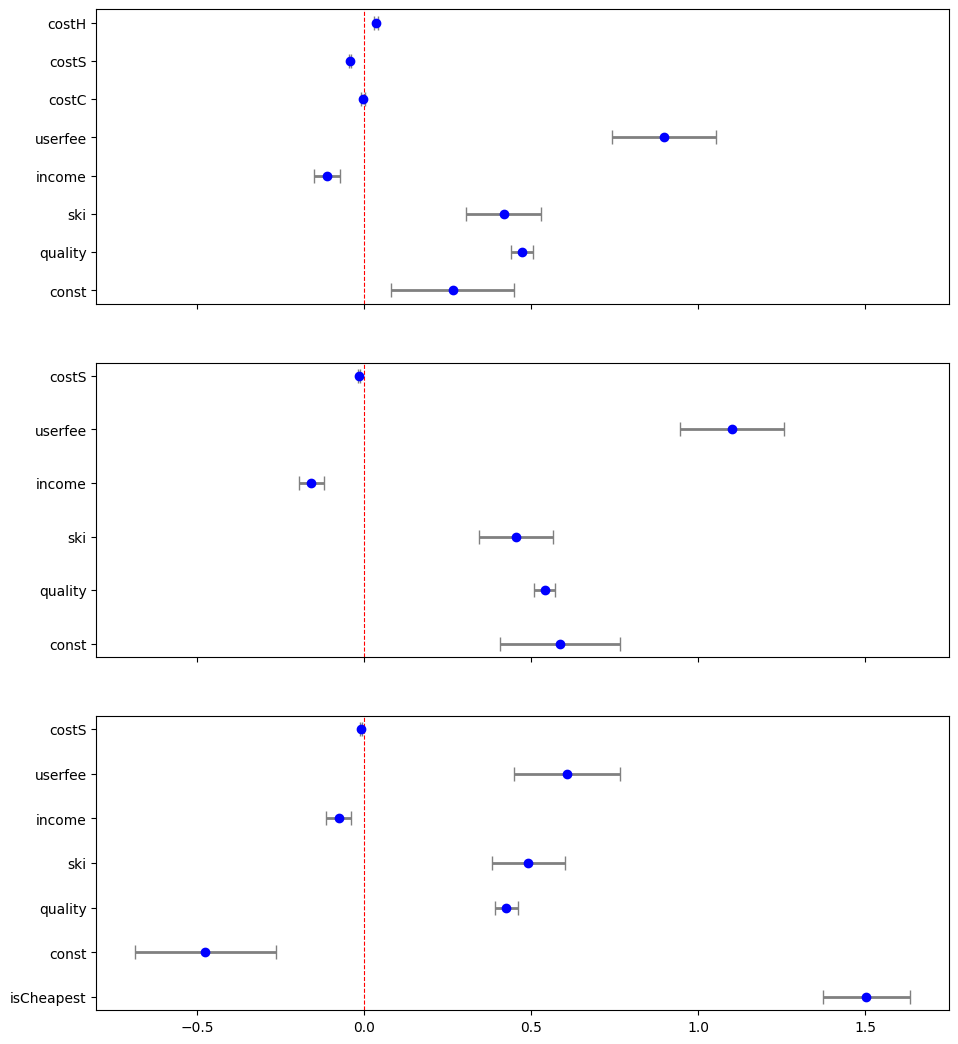 costH
costS
costC
userfee
income
ski
quality
const
costS
userfee
income
ski
quality
const
costS
userfee
income
ski
quality
const
isCheapest
−0.5 0.0 0.5 1.0 1.5